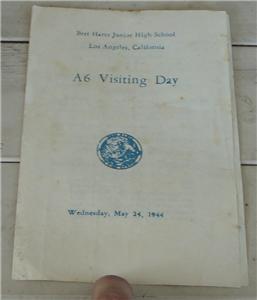 Bret Harte Junior High School
Los Angeles, California
A6 Visiting Day
Wednesday, May 24, 1944